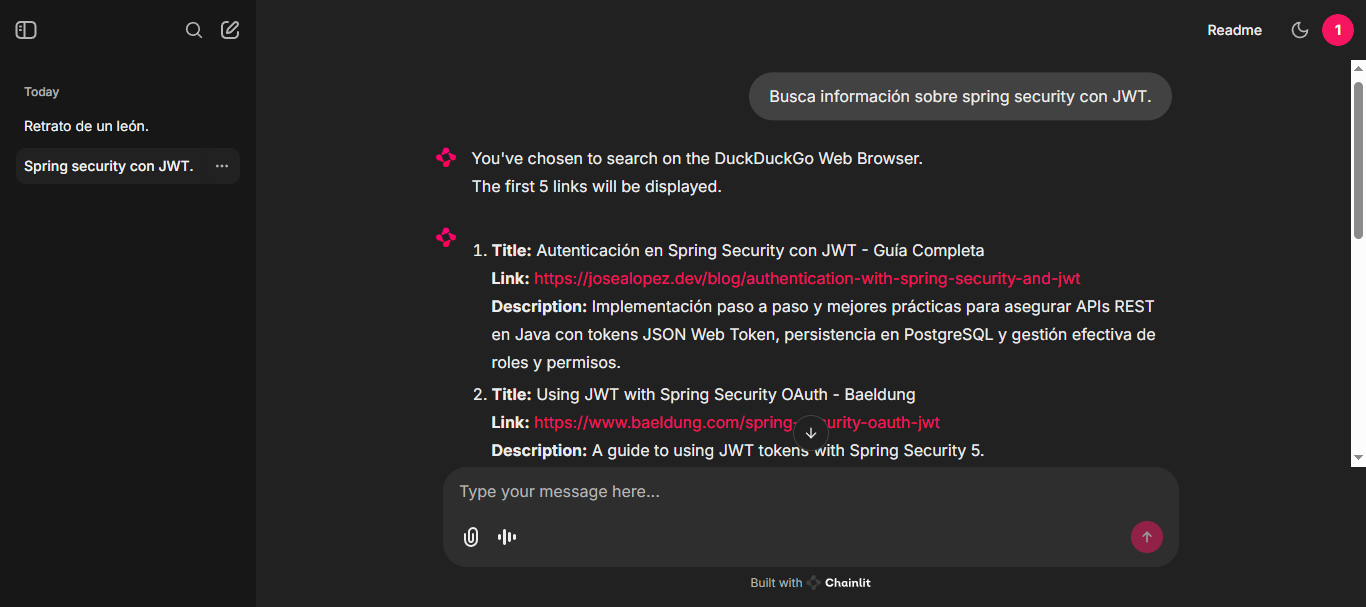 Readme
1
Today
Retrato de un león.
Spring security con JWT.
Busca información sobre spring security con JWT.
You've chosen to search on the DuckDuckGo Web Browser.
The first 5 links will be displayed.
1. Title: Autenticación en Spring Security con JWT - Guía Completa
Link: https://josealopez.dev/blog/authentication-with-spring-security-and-jwt
Description: Implementación paso a paso y mejores prácticas para asegurar APIs REST
en Java con tokens JSON Web Token, persistencia en PostgreSQL y gestión efectiva de
roles y permisos.
2. Title: Using JWT with Spring Security OAuth - Baeldung
Link: https://www.baeldung.com/spring-security-oauth-jwt
Description: A guide to using JWT tokens with Spring Security 5.
Type your message here...
Built with Chainlit